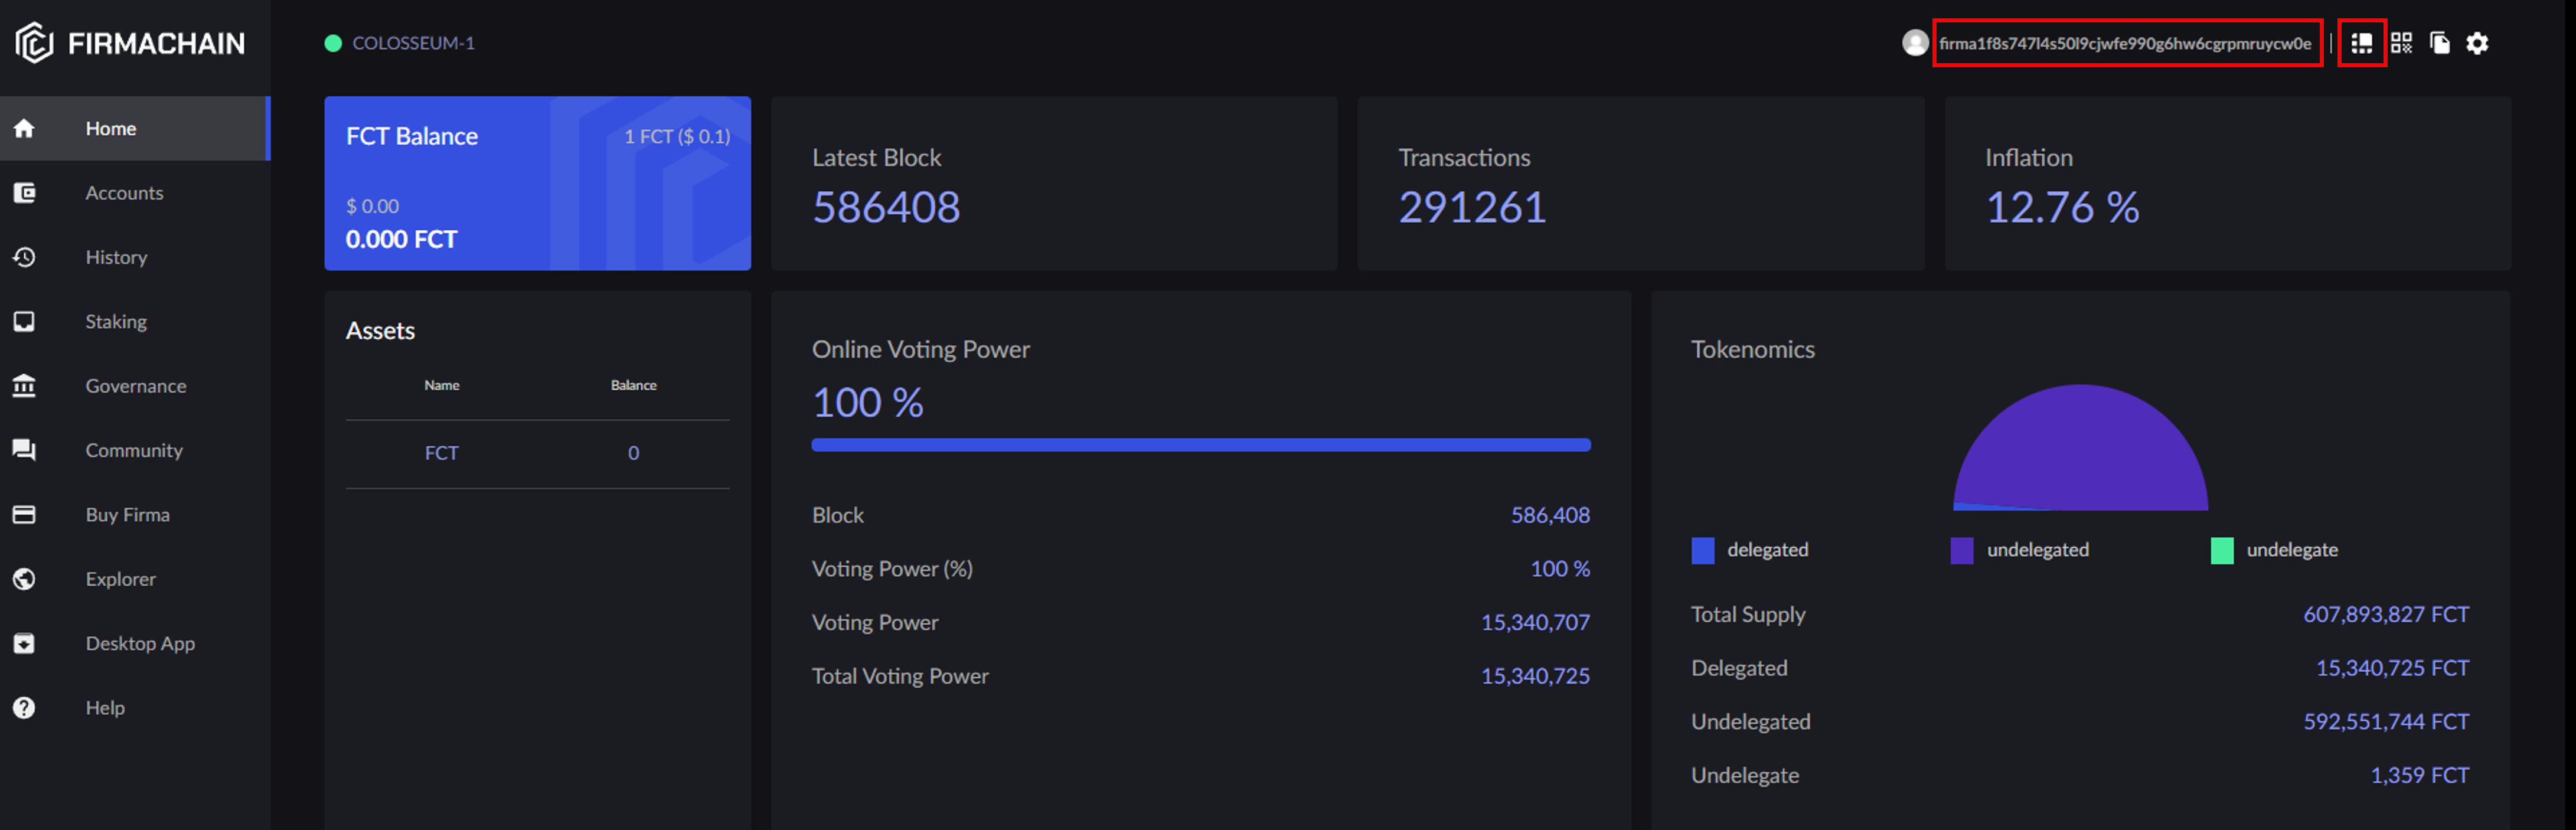 FIRMACHAIN
COLOSSEUM-1
firma1f8s747l4s50l9cjwfe990g6hw6cgrpmruycw0e
Home
Accounts
History
Staking
Governance
Community
Buy Firma
Explorer
Desktop App
Help
FCT Balance
1 FCT ($ 0.1)
$ 0.00
0.000 FCT
Latest Block
586408
Transactions
291261
Inflation
12.76 %
Assets
Name Balance
FCT 0
Online Voting Power
100 %
Block 586,408
Voting Power (%) 100 %
Voting Power 15,340,707
Total Voting Power 15,340,725
Tokenomics
delegated undelegated undelegate
Total Supply 607,893,827 FCT
Delegated 15,340,725 FCT
Undelegated 592,551,744 FCT
Undelegate 1,359 FCT